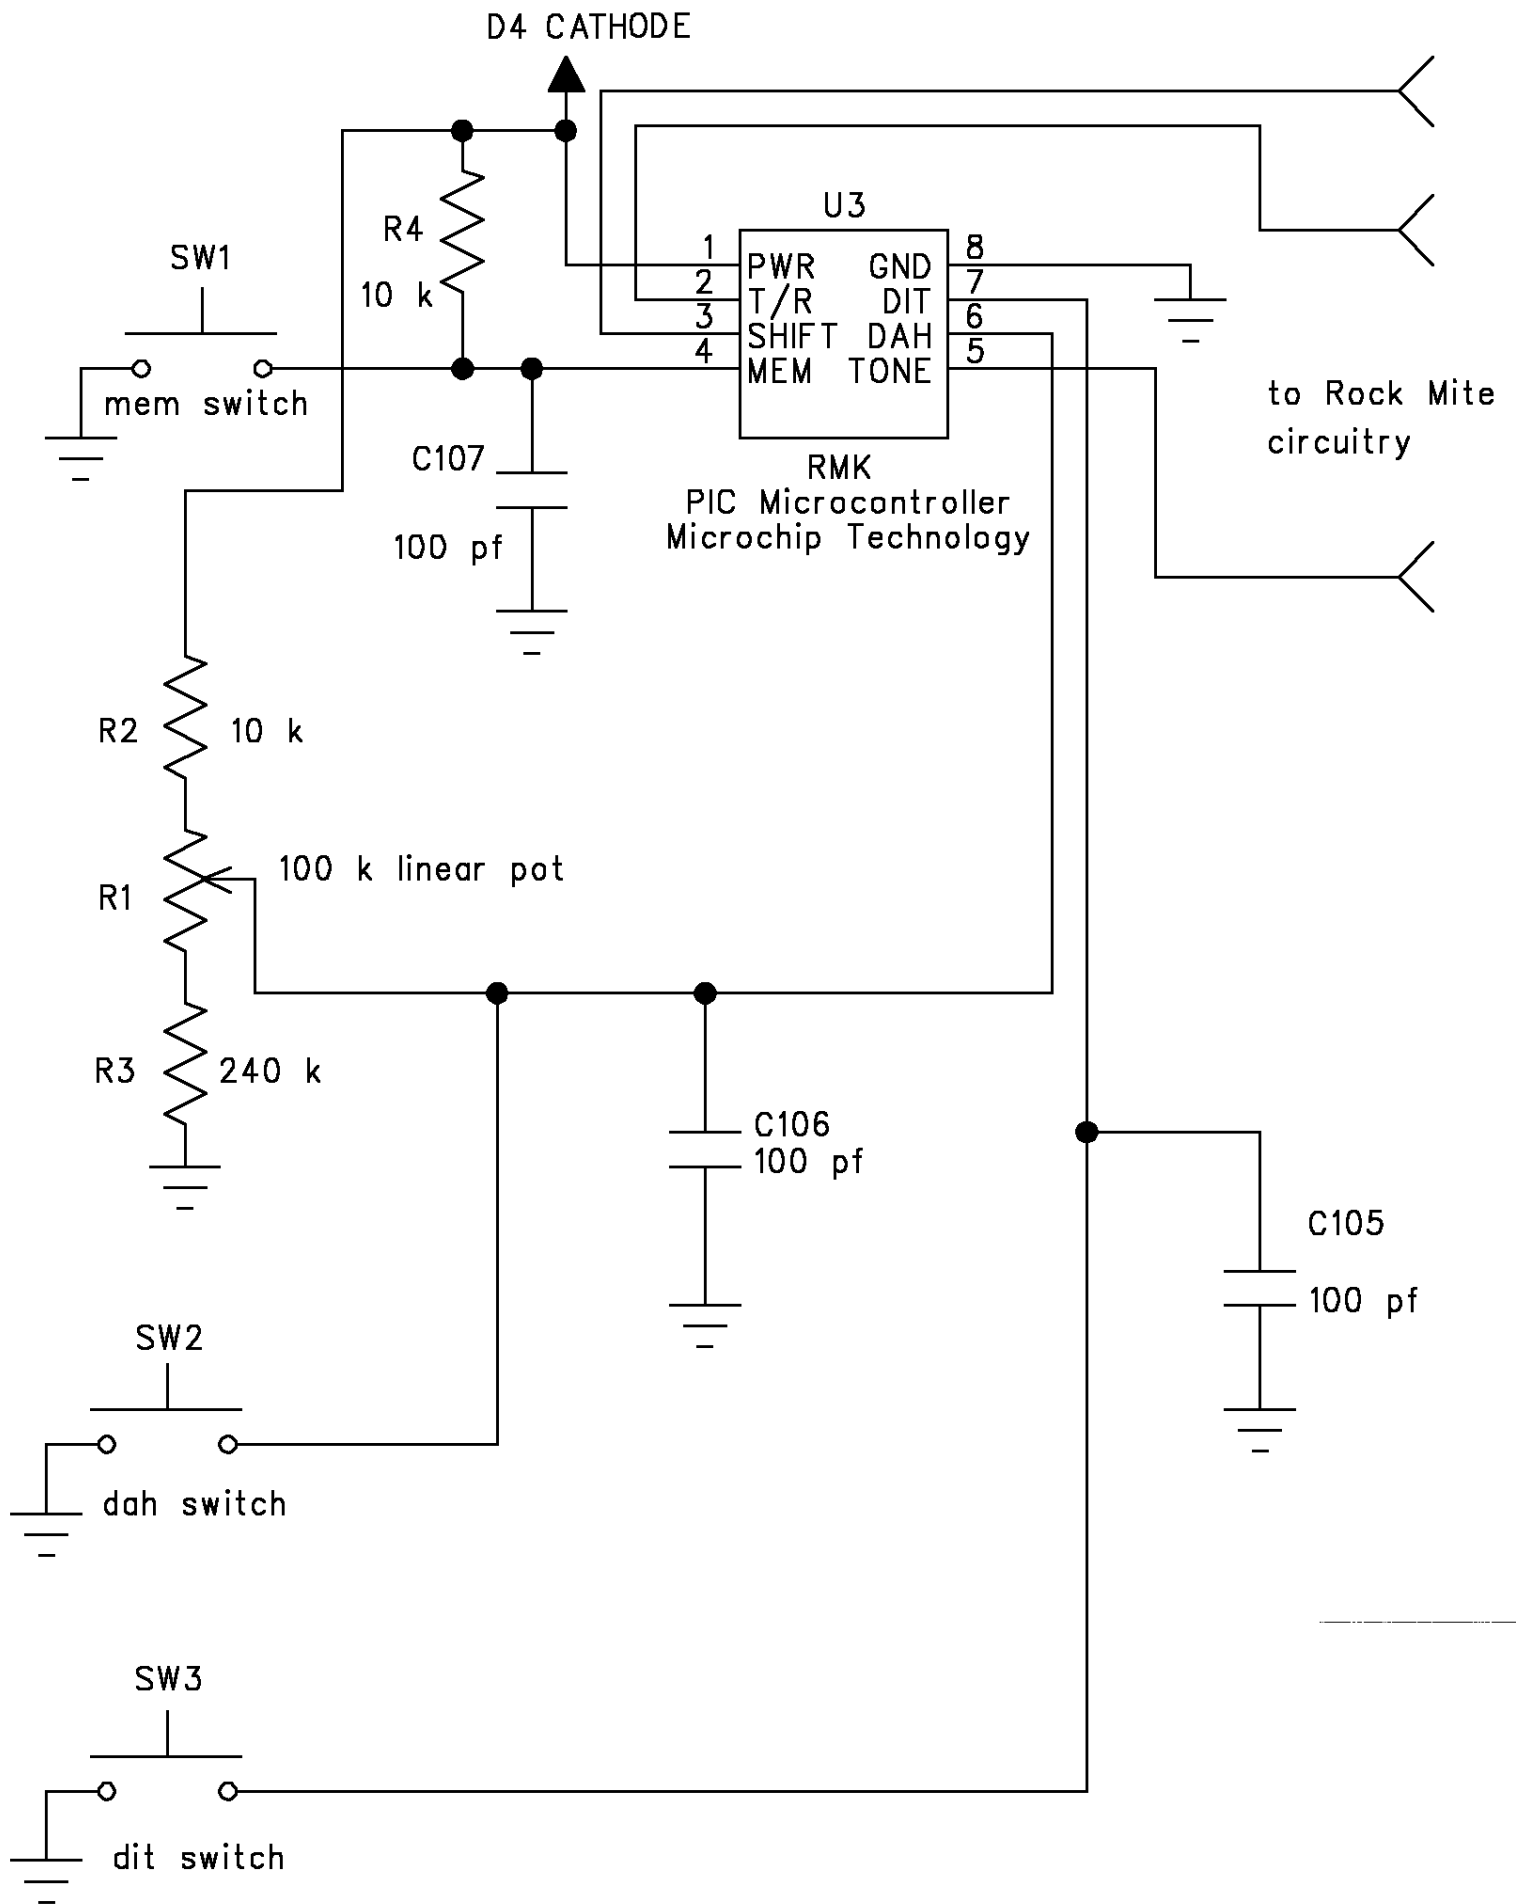 D4 CATHODE
U3
R4
10 k
SW1
mem switch
1 PWR GND 8
2 T/R DIT 7
3 SHIFT DAH 6
4 MEM TONE 5
to Rock Mite
circuitry
C107
100 pf
RMK
PIC Microcontroller
Microchip Technology
R2 10 k
100 k linear pot
R1
R3 240 k
C106
100 pf
C105
100 pf
SW2
dah switch
SW3
dit switch